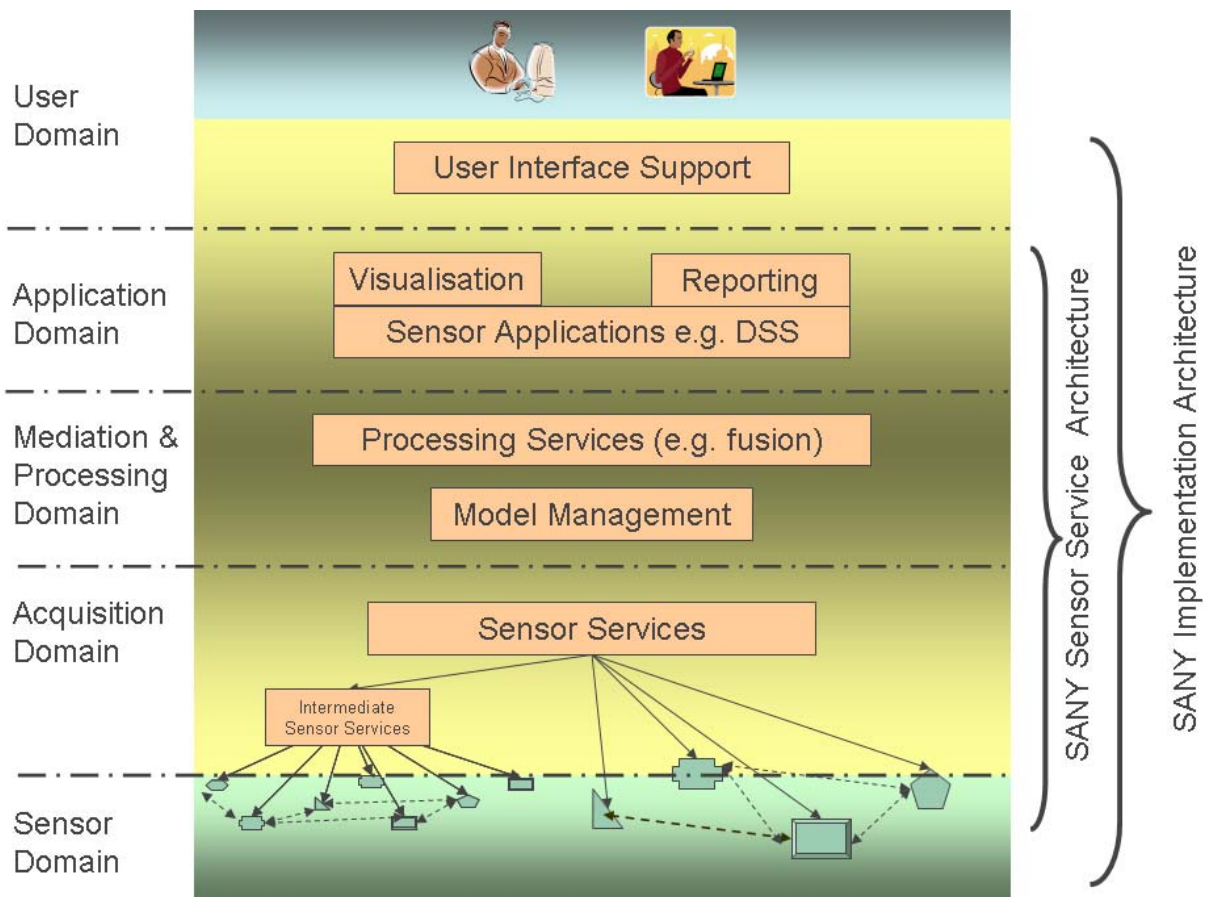 User
Domain
User Interface Support
Application
Domain
Visualisation
Reporting
Sensor Applications e.g. DSS
Mediation &
Processing
Domain
Processing Services (e.g. fusion)
Model Management
Acquisition
Domain
Sensor Services
Intermediate
Sensor Services
Sensor
Domain
SANY Sensor Service Architecture
SANY Implementation Architecture